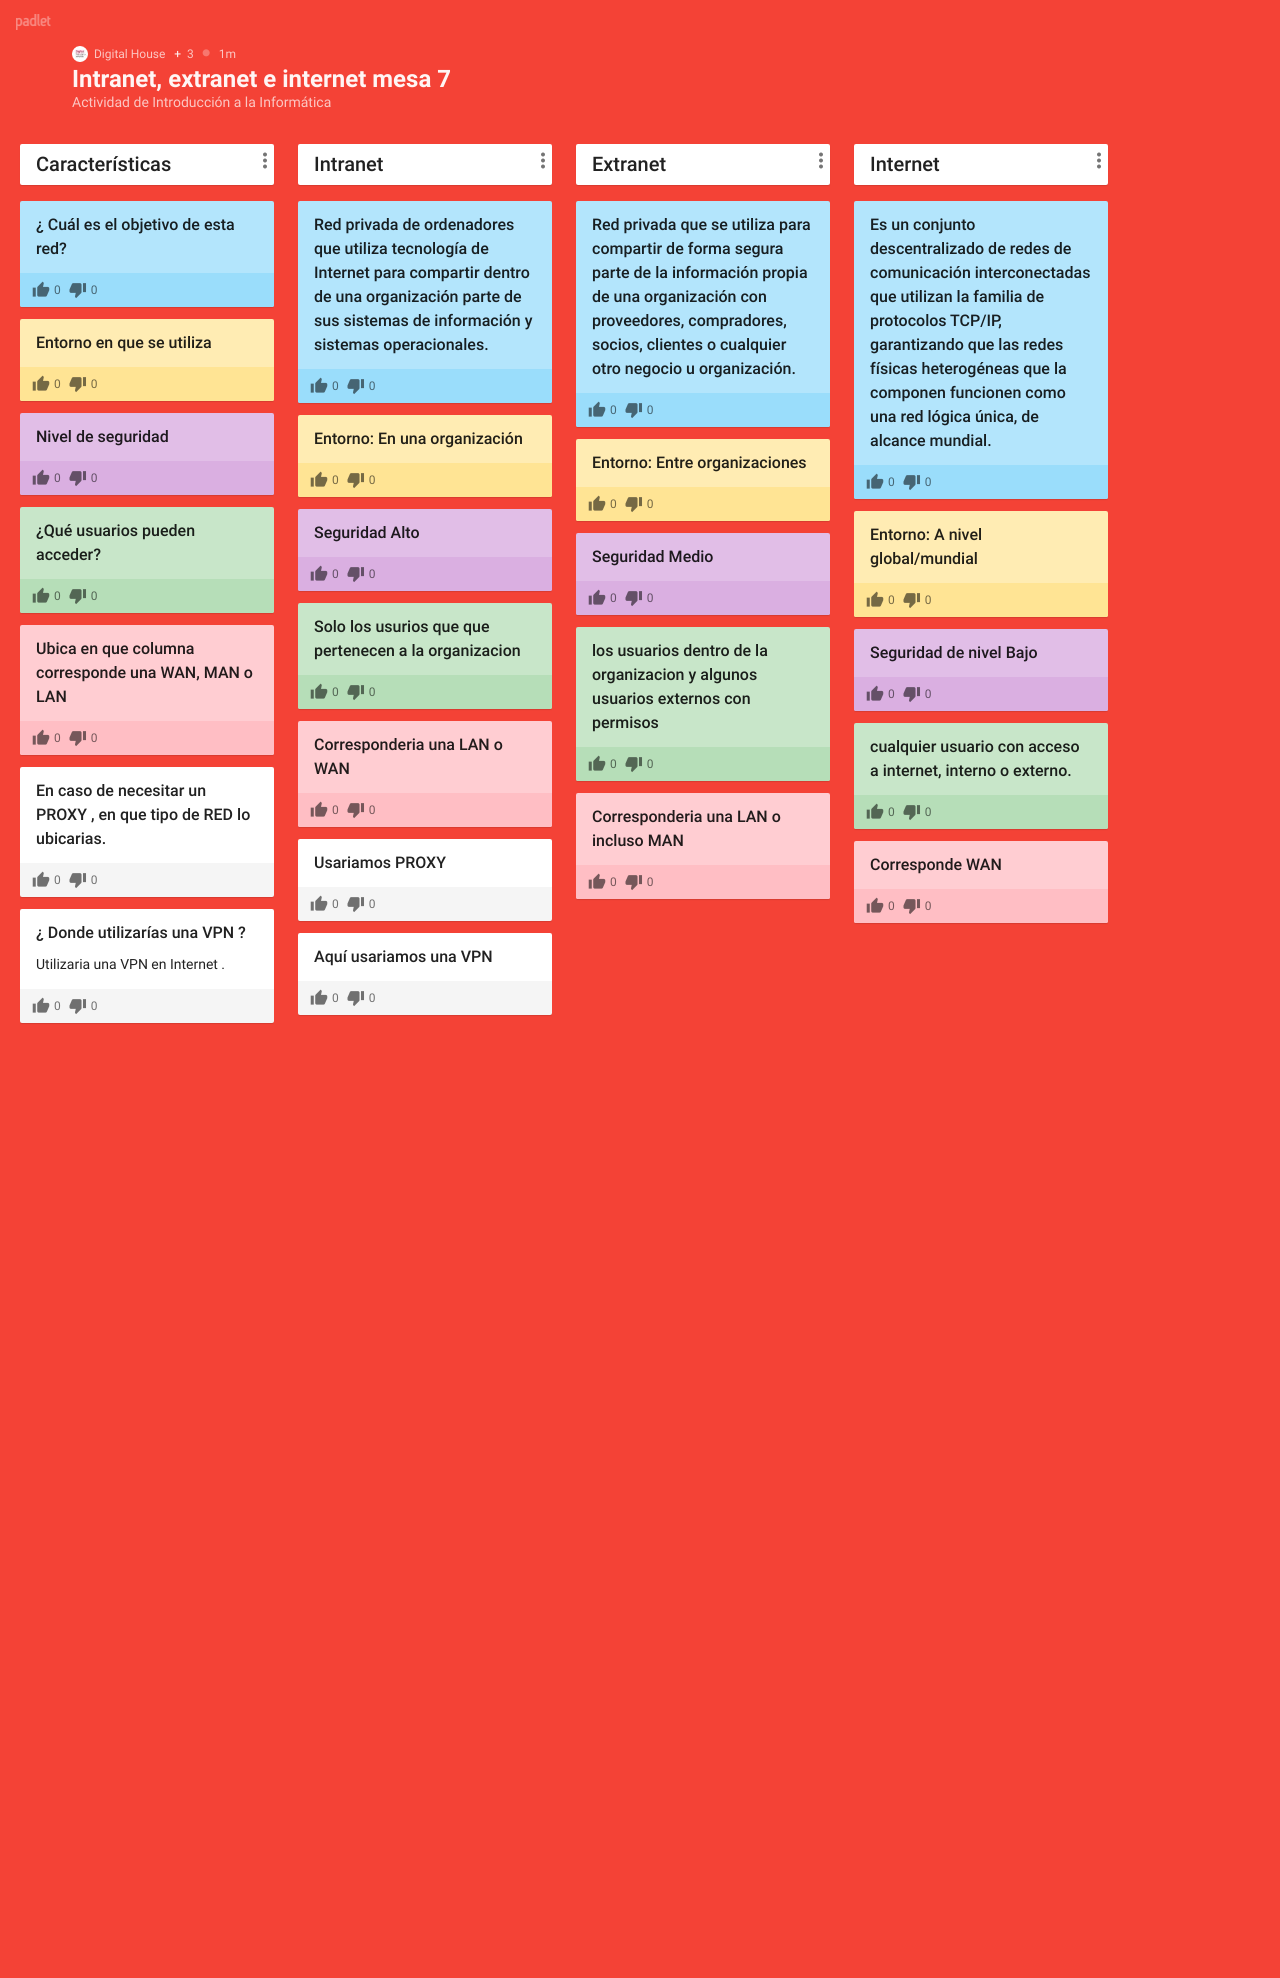 padlet
Digital House + 3 1m
Intranet, extranet e internet mesa 7
Actividad de Introducción a la Informática
Características
¿ Cuál es el objetivo de esta
red?
0 0
Entorno en que se utiliza
0 0
Nivel de seguridad
0 0
¿Qué usuarios pueden
acceder?
0 0
Ubica en que columna
corresponde una WAN, MAN o
LAN
0 0
En caso de necesitar un
PROXY , en que tipo de RED lo
ubicarias.
0 0
¿ Donde utilizarías una VPN ?
Utilizaria una VPN en Internet .
0 0
Intranet
Red privada de ordenadores
que utiliza tecnología de
Internet para compartir dentro
de una organización parte de
sus sistemas de información y
sistemas operacionales.
0 0
Entorno: En una organización
0 0
Seguridad Alto
0 0
Solo los usurios que que
pertenecen a la organizacion
0 0
Corresponderia una LAN o
WAN
0 0
Usariamos PROXY
0 0
Aquí usariamos una VPN
0 0
Extranet
Red privada que se utiliza para
compartir de forma segura
parte de la información propia
de una organización con
proveedores, compradores,
socios, clientes o cualquier
otro negocio u organización.
0 0
Entorno: Entre organizaciones
0 0
Seguridad Medio
0 0
los usuarios dentro de la
organizacion y algunos
usuarios externos con
permisos
0 0
Corresponderia una LAN o
incluso MAN
0 0
Internet
Es un conjunto
descentralizado de redes de
comunicación interconectadas
que utilizan la familia de
protocolos TCP/IP,
garantizando que las redes
físicas heterogéneas que la
componen funcionen como
una red lógica única, de
alcance mundial.
0 0
Entorno: A nivel
global/mundial
0 0
Seguridad de nivel Bajo
0 0
cualquier usuario con acceso
a internet, interno o externo.
0 0
Corresponde WAN
0 0